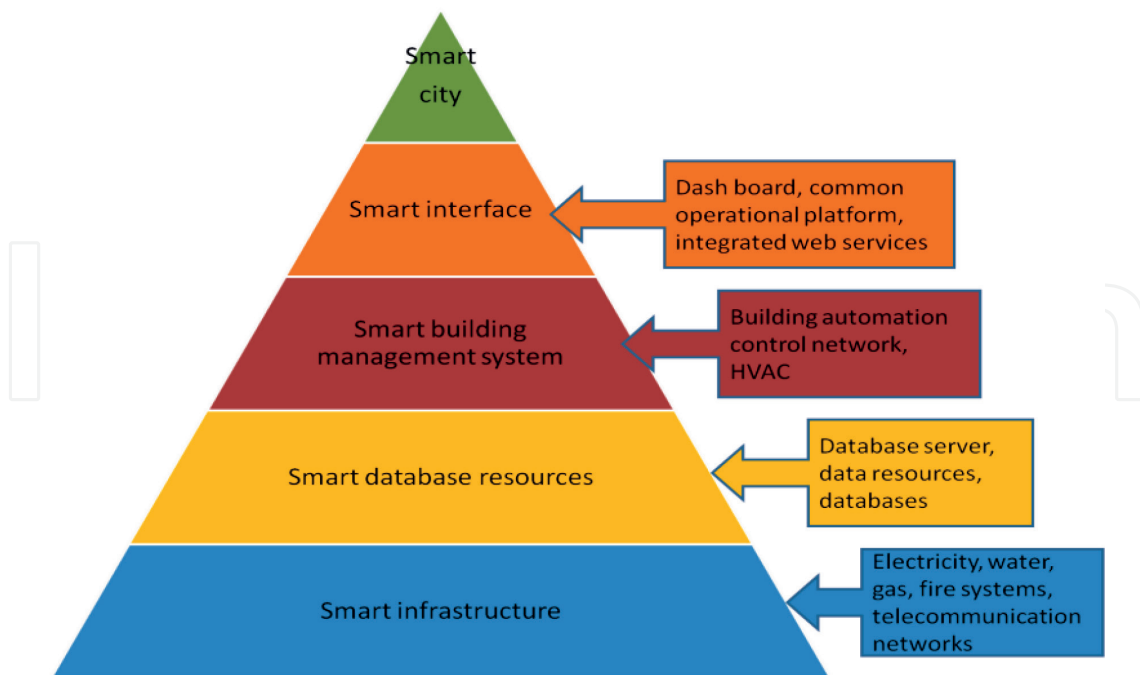 Smart
city
Smart interface
Dash board, common
operational platform,
integrated web services
Smart building
management system
Building automation
control network,
HVAC
Smart database resources
Database server,
data resources,
databases
Smart infrastructure
Electricity, water,
gas, fire systems,
telecommunication
networks